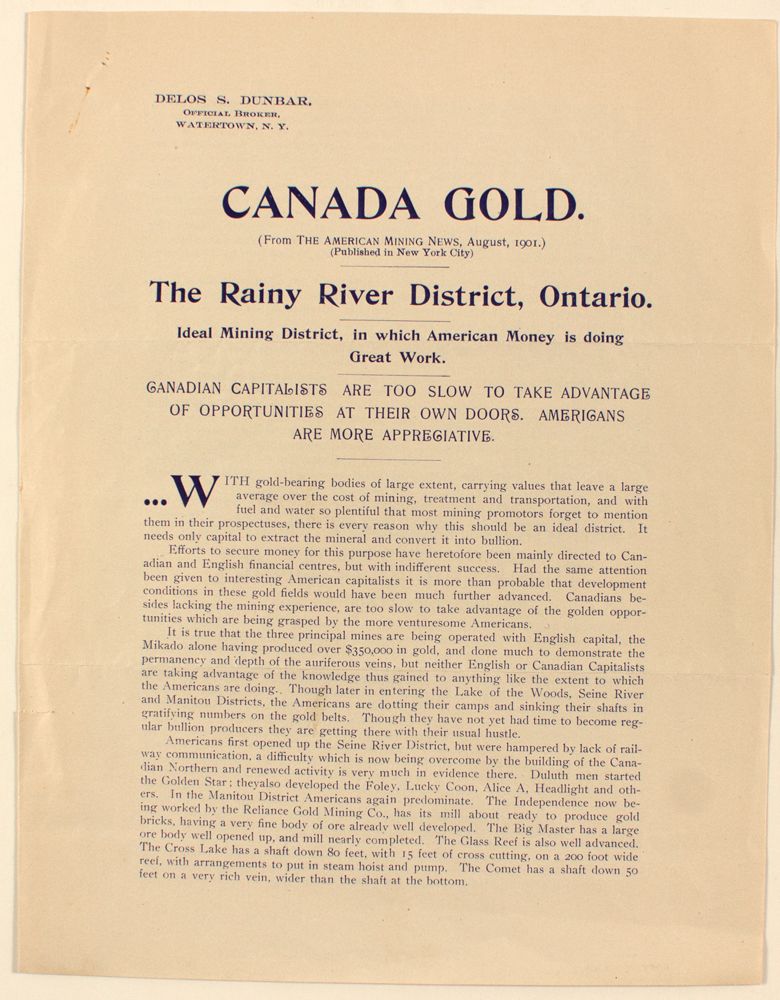 DELOS S. DUNBAR,
OFFICIAL BROKER,
WATERTOWN, N. Y.
CANADA GOLD.
(From THE AMERICAN MINING NEWS, August, 1901.)
(Published in New York City)
The Rainy River District, Ontario.
Ideal Mining District, in which American Money is doing
Great Work.
CANADIAN CAPITALISTS ARE TOO SLOW TO TAKE ADVANTAGE
OF OPPORTUNITIES AT THEIR OWN DOORS. AMERICANS
ARE MORE APPRECIATIVE.
...WITH gold-bearing bodies of large extent, carrying values that leave a large
average over the cost of mining, treatment and transportation, and with
fuel and water so plentiful that most mining promotors forget to mention
them in their prospectuses, there is every reason why this should be an ideal district. It
needs only capital to extract the mineral and convert it into bullion.
Efforts to secure money for this purpose have heretofore been mainly directed to Can-
adian and English financial centres, but with indifferent success. Had the same attention
been given to interesting American capitalists it is more than probable that development
conditions in these gold fields would have been much further advanced. Canadians be-
sides lacking the mining experience, are too slow to take advantage of the golden oppor-
tunities which are being grasped by the more venturesome Americans.
It is true that the three principal mines are being operated with English capital, the
Mikado alone having produced over $350,000 in gold, and done much to demonstrate the
permanency and depth of the auriferous veins, but neither English or Canadian Capitalists
are taking advantage of the knowledge thus gained to anything like the extent to which
the Americans are doing. Though later in entering the Lake of the Woods, Seine River
and Manitou Districts, the Americans are dotting their camps and sinking their shafts in
gratifying numbers on the gold belts. Though they have not yet had time to become reg-
ular bullion producers they are getting there with their usual hustle.
Americans first opened up the Seine River District, but were hampered by lack of rail-
way communication, a difficulty which is now being overcome by the building of the Cana-
dian Northern and renewed activity is very much in evidence there. Duluth men started
the Golden Star; theyalso developed the Foley, Lucky Coon, Alice A, Headlight and oth-
ers. In the Manitou District Americans again predominate. The Independence now be-
ing worked by the Reliance Gold Mining Co., has its mill about ready to produce gold
bricks, having a very fine body of ore already well developed. The Big Master has a large
ore body well opened up, and mill nearly completed. The Glass Reef is also well advanced.
The Cross Lake has a shaft down 80 feet, with 15 feet of cross cutting, on a 200 foot wide
reef, with arrangements to put in steam hoist and pump. The Comet has a shaft down 50
feet on a very rich vein, wider than the shaft at the bottom.